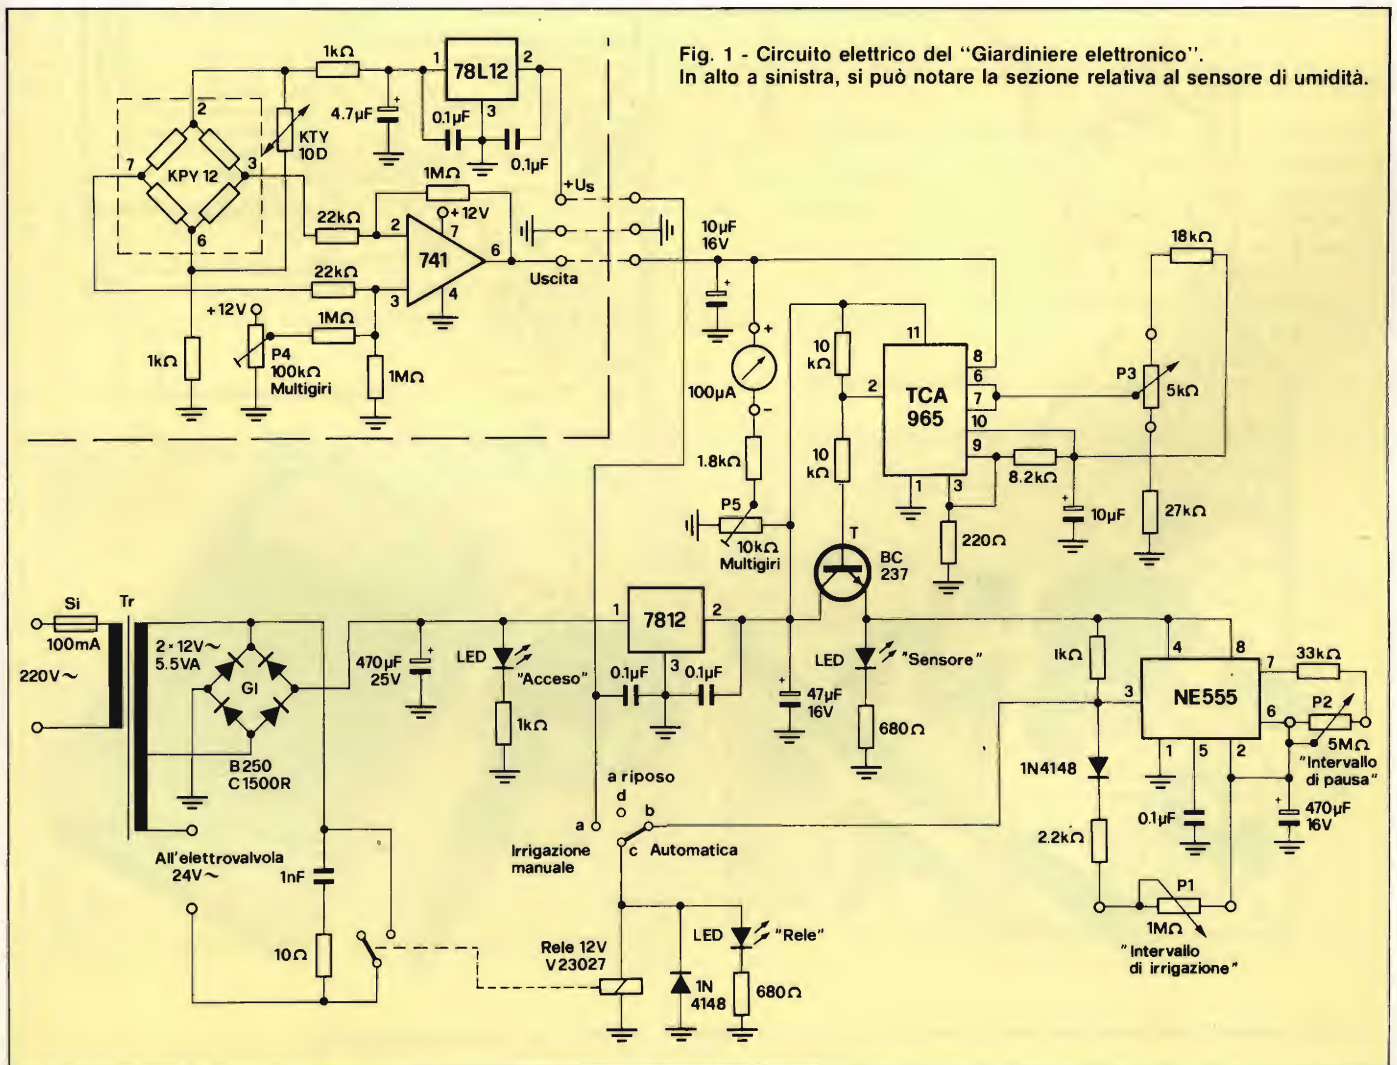 Fig. 1 - Circuito elettrico del "Giardiniere elettronico".
In alto a sinistra, si può notare la sezione relativa al sensore di umidità.
1kΩ
1
78L12
2
3
4.7µF
+
0.1µF
0.1µF
2
KTY
10D
7
KPY 12
3
6
1MΩ
+12V
22kΩ
2
7
741
6
3
4
22kΩ
+12V
1MΩ
P4
100kΩ
Multigiri
1kΩ
1MΩ
+Us
Uscita
10µF
16V
+
+
100µA
−
1.8kΩ
P5
10kΩ
Multigiri
10
kΩ
10
kΩ
11
2
TCA
965
8
6
7
10
9
1
3
8.2kΩ
220Ω
+
10µF
18kΩ
P3
5kΩ
27kΩ
T
BC
237
Si
100mA
220V~
Tr
2×12V~
5.5VA
GI
B250
C1500R
All'elettrovalvola
24V~
1nF
10Ω
470µF
25V
+
LED
"Acceso"
1kΩ
1
7812
2
3
0.1µF
0.1µF
+
47µF
16V
LED
"Sensore"
680Ω
1kΩ
3
4
8
NE555
7
6
1
5
2
33kΩ
P2
5MΩ
"Intervallo
di pausa"
+
470µF
16V
0.1µF
1N4148
2.2kΩ
P1
1MΩ
"Intervallo
di irrigazione"
a riposo
d
a
b
c
Irrigazione
manuale
Automatica
Rele 12V
V23027
1N
4148
LED
"Rele"
680Ω